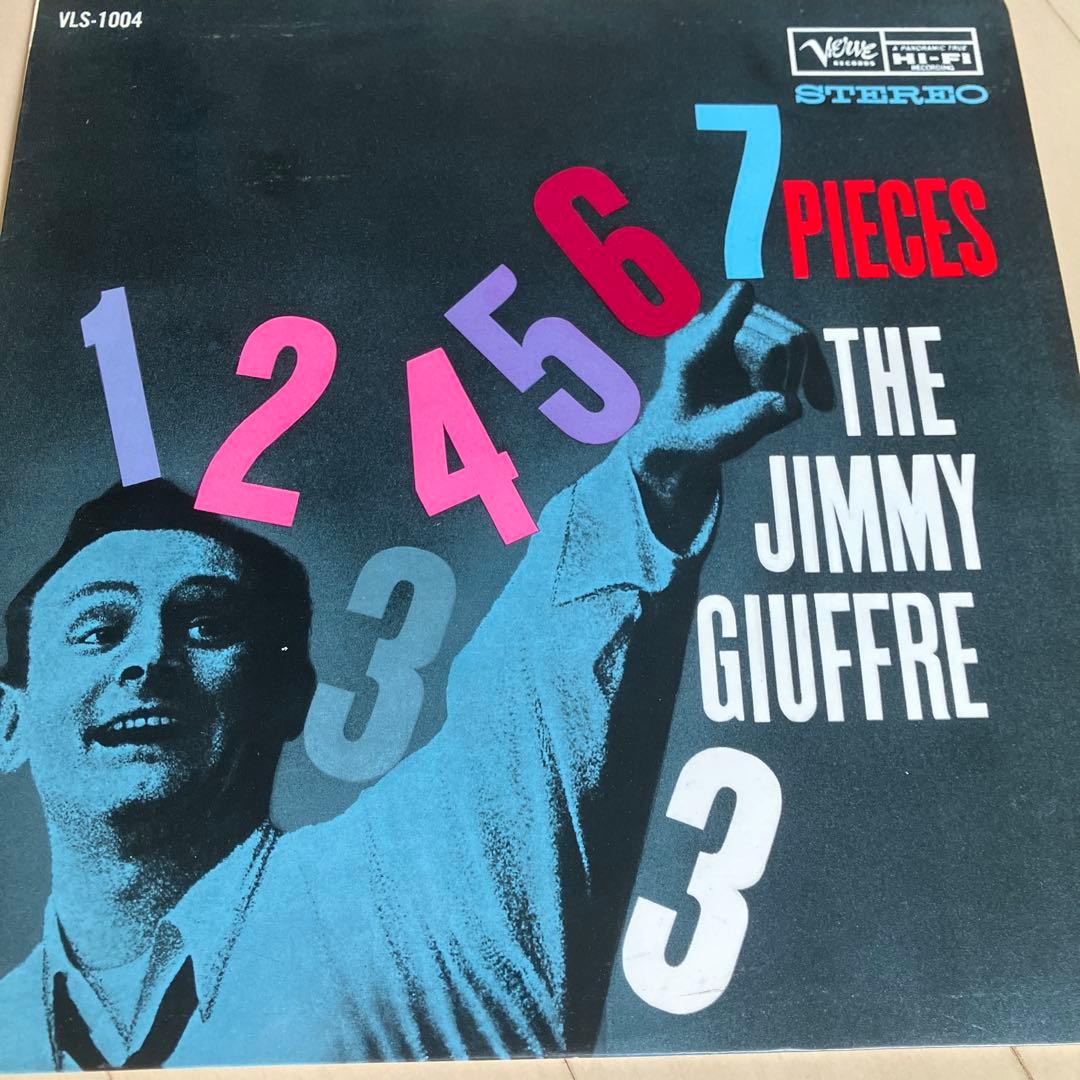 VLS-1004
Verve
RECORDS
A PANORAMIC TRUE
HI-FI
RECORDING
STEREO
1 2 3 4 5 6 7
PIECES
THE
JIMMY
GIUFFRE
3